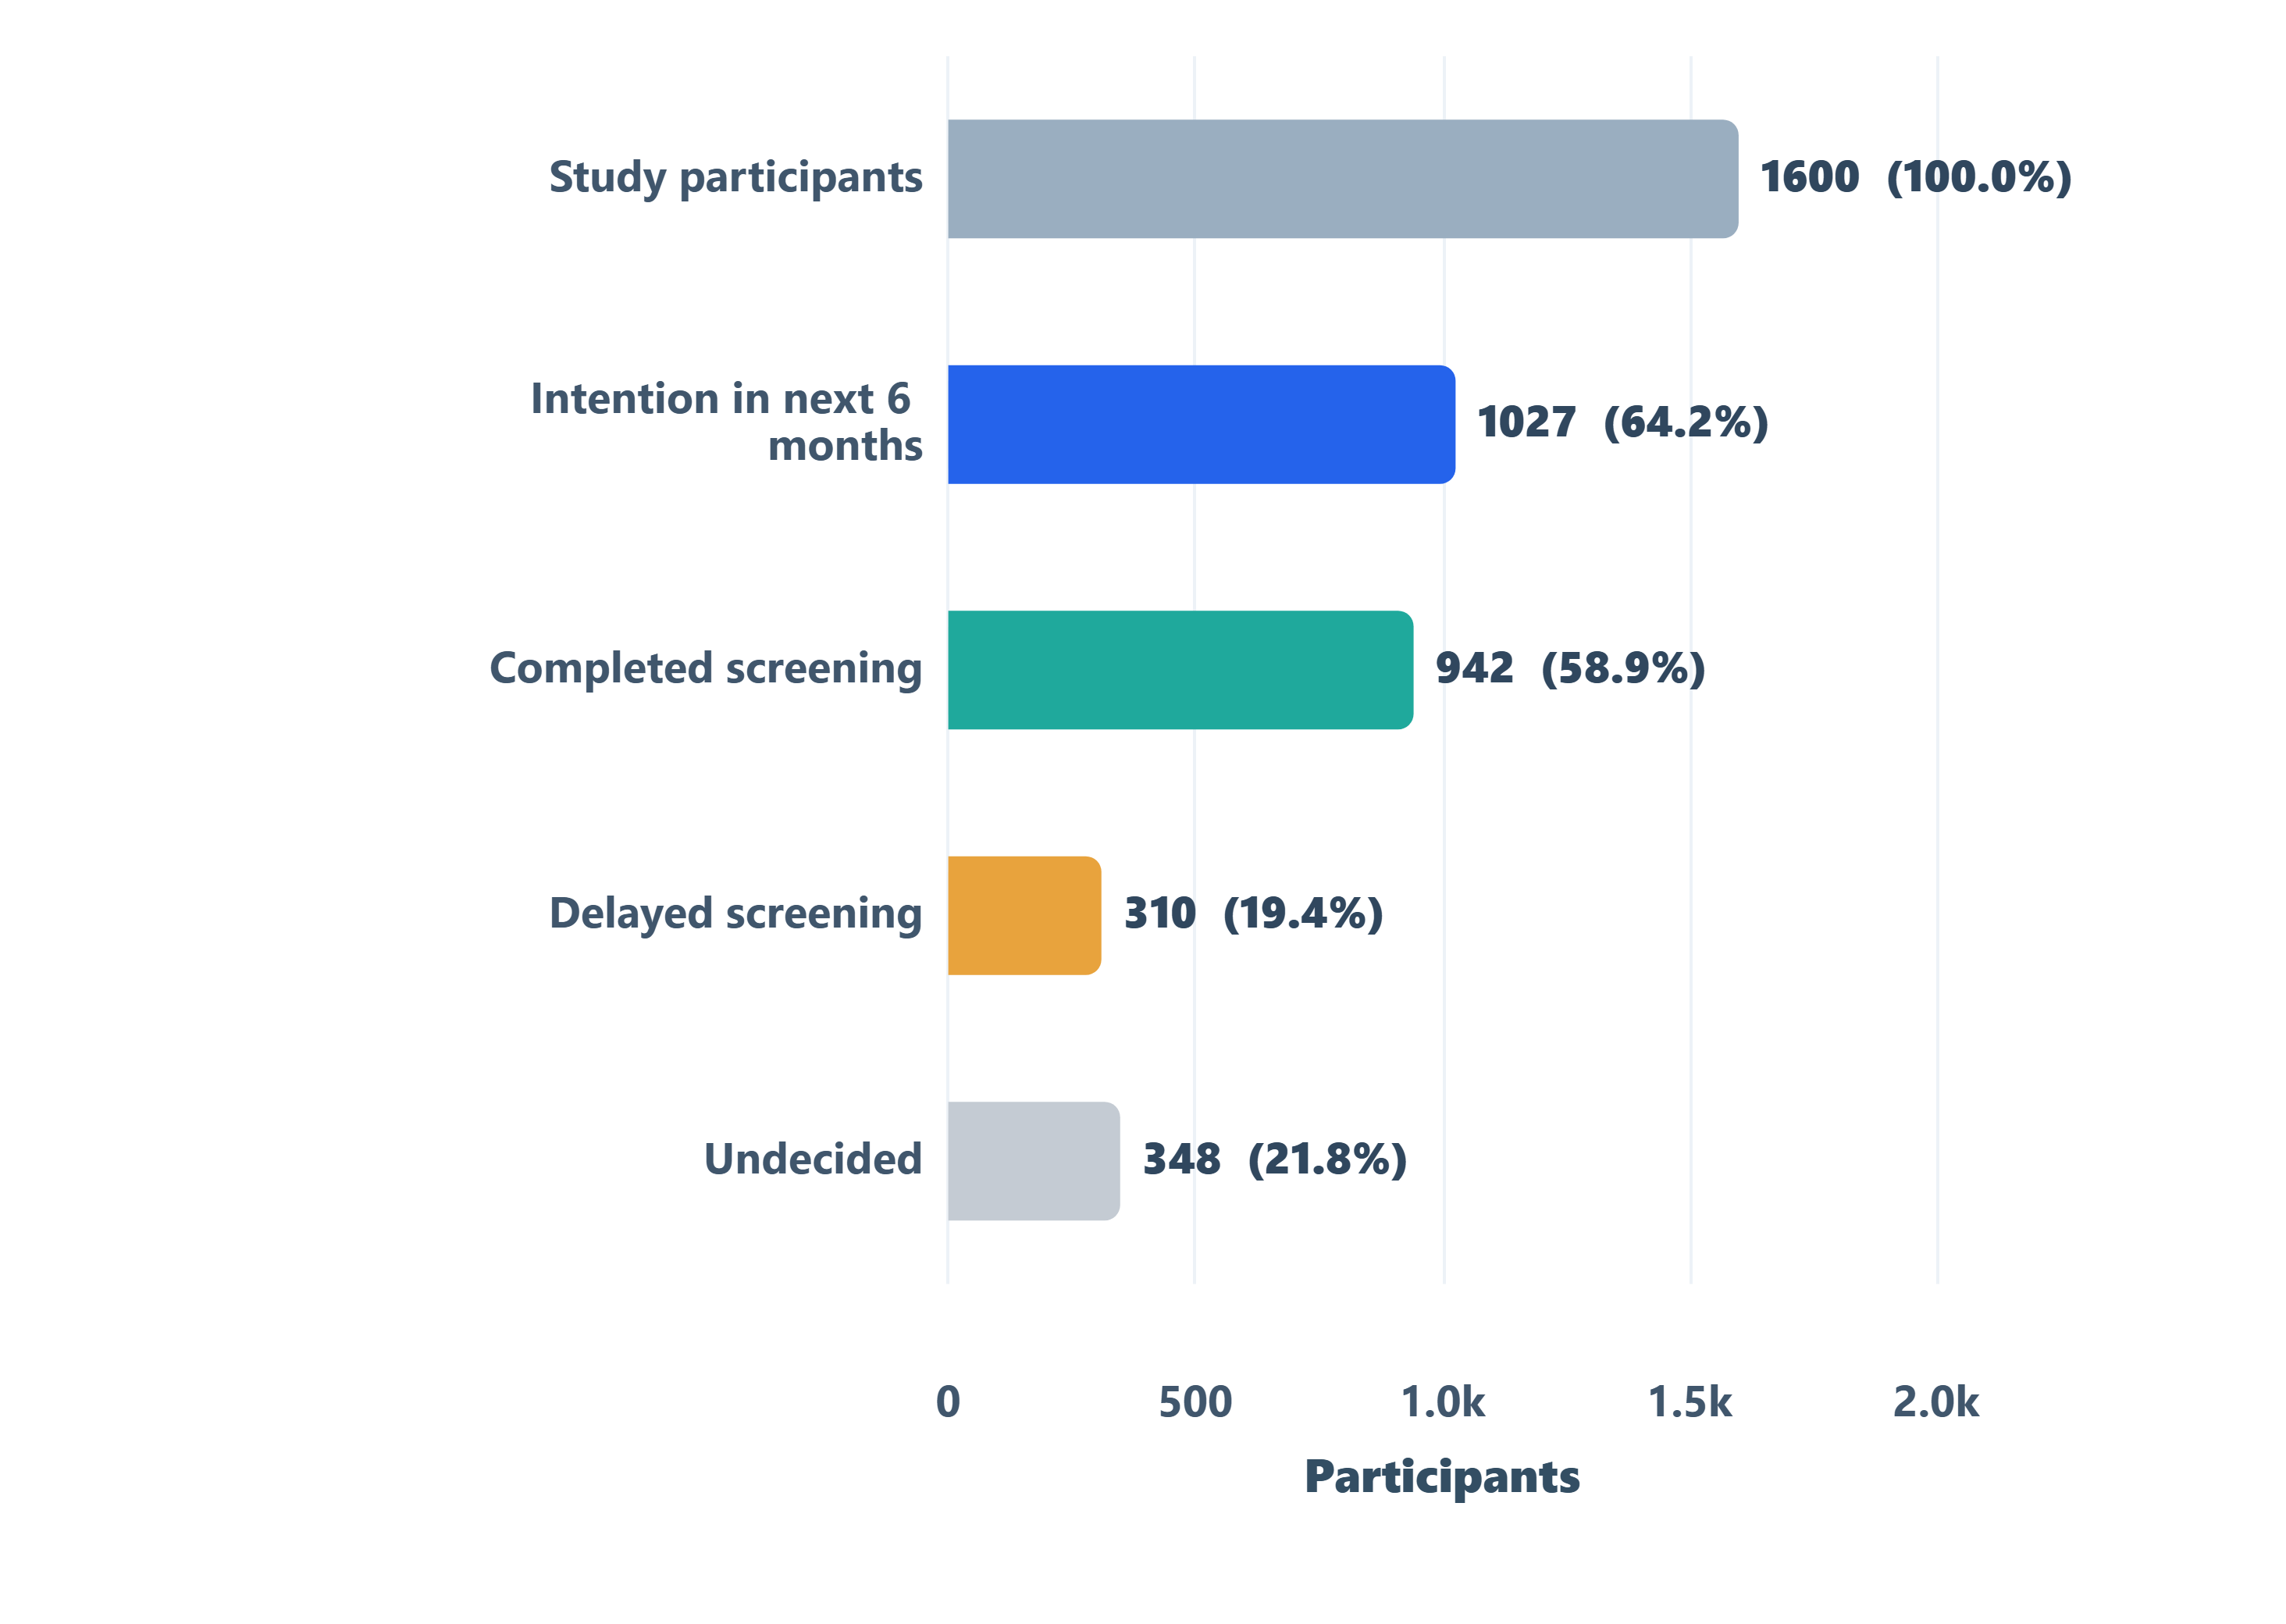 Study participants 1600 (100.0%)
Intention in next 6
months
1027 (64.2%)
Completed screening 942 (58.9%)
Delayed screening 310 (19.4%)
Undecided 348 (21.8%)
0 500 1.0k 1.5k 2.0k
Participants